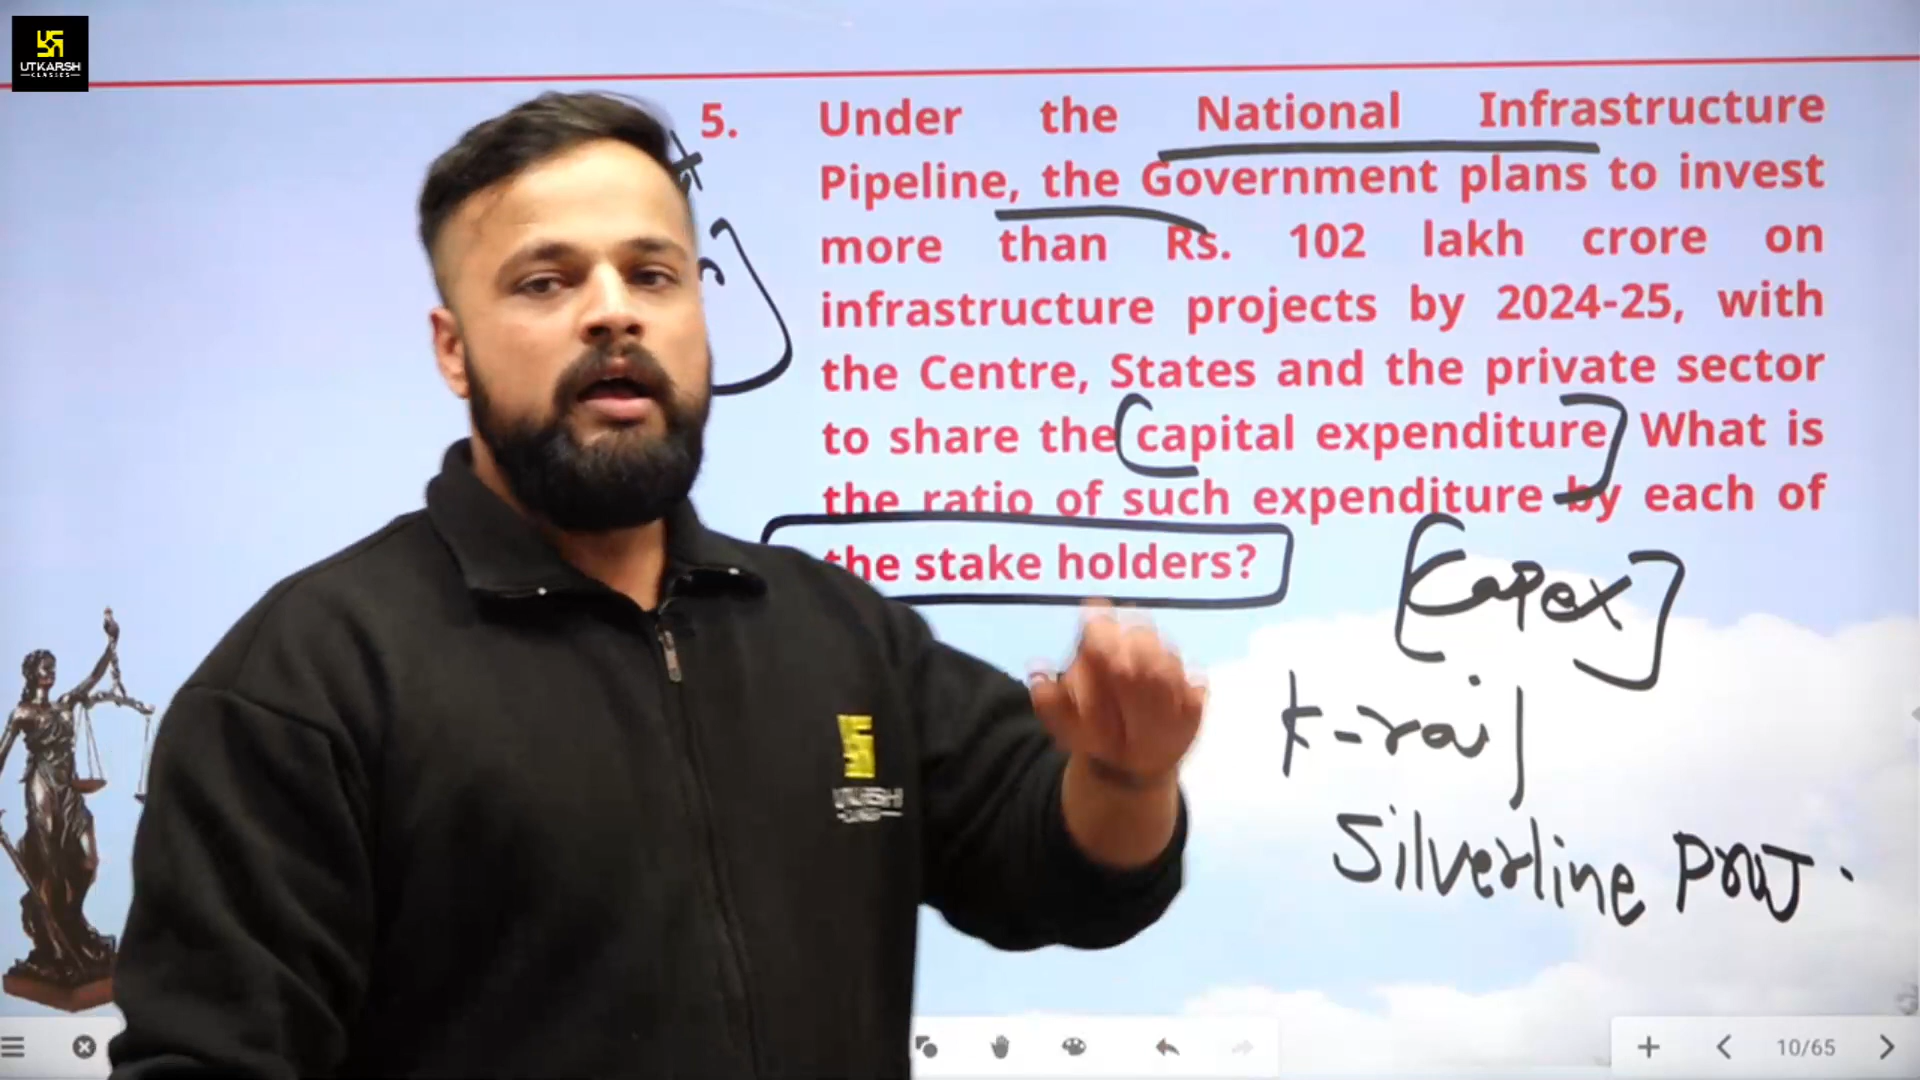 UTKARSH
CLASSES
5. Under the National Infrastructure
Pipeline, the Government plans to invest
more than Rs. 102 lakh crore on
infrastructure projects by 2024-25, with
the Centre, States and the private sector
to share the capital expenditure What is
the ratio of such expenditure by each of
the stake holders?
Capex
K-rail
Silverline Proj.
UTKARSH
CLASSES
10/65